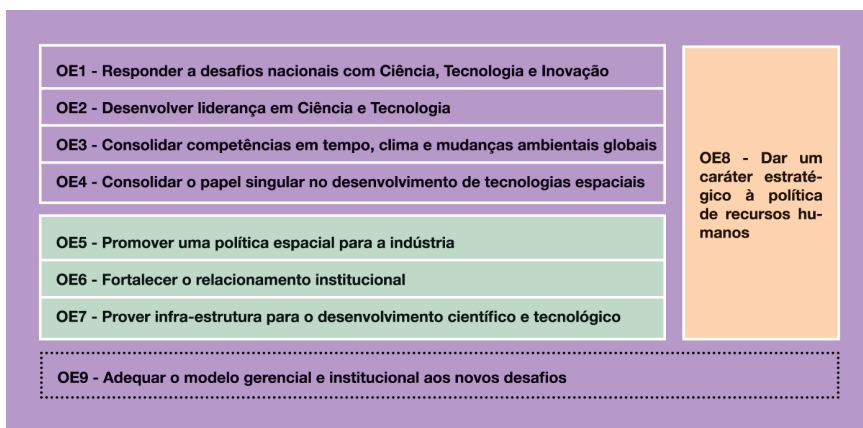 OE1 - Responder a desafios nacionais com Ciência, Tecnologia e Inovação
OE2 - Desenvolver liderança em Ciência e Tecnologia
OE3 - Consolidar competências em tempo, clima e mudanças ambientais globais
OE4 - Consolidar o papel singular no desenvolvimento de tecnologias espaciais
OE5 - Promover uma política espacial para a indústria
OE6 - Fortalecer o relacionamento institucional
OE7 - Prover infra-estrutura para o desenvolvimento científico e tecnológico
OE8 - Dar um
caráter estraté-
gico à política
de recursos hu-
manos
OE9 - Adequar o modelo gerencial e institucional aos novos desafios